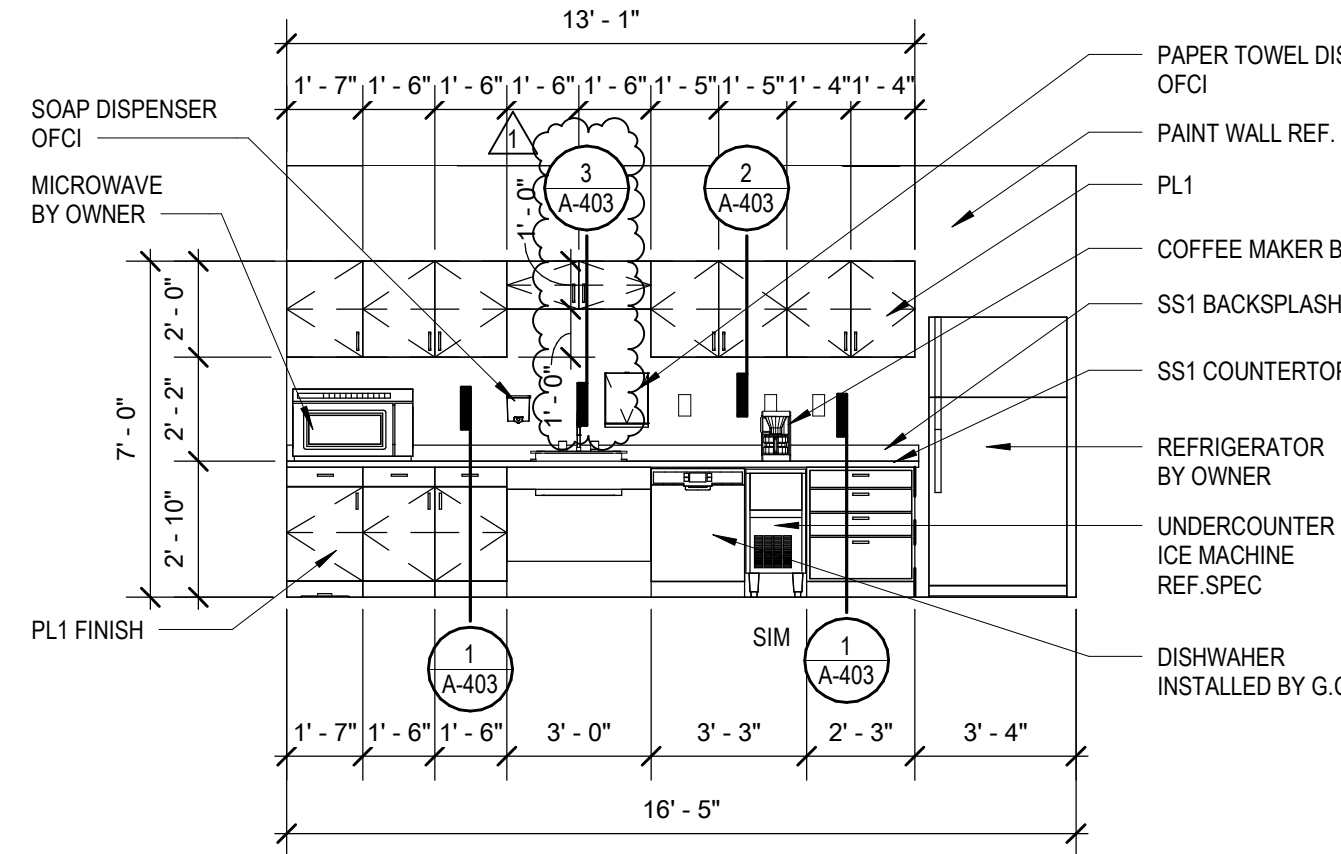 13' - 1"
1' - 7" 1' - 6" 1' - 6" 1' - 6" 1' - 6" 1' - 5" 1' - 5" 1' - 4" 1' - 4"
SOAP DISPENSER
OFCI
MICROWAVE
BY OWNER
PL1 FINISH
1
3
A-403
2
A-403
1' - 0"
1' - 0"
7' - 0"
2' - 0"
2' - 2"
2' - 10"
PAPER TOWEL DIS
OFCI
PAINT WALL REF.
PL1
COFFEE MAKER B
SS1 BACKSPLASH
SS1 COUNTERTOP
REFRIGERATOR
BY OWNER
UNDERCOUNTER
ICE MACHINE
REF.SPEC
DISHWAHER
INSTALLED BY G.C
1
A-403
SIM
1
A-403
1' - 7" 1' - 6" 1' - 6" 3' - 0" 3' - 3" 2' - 3" 3' - 4"
16' - 5"